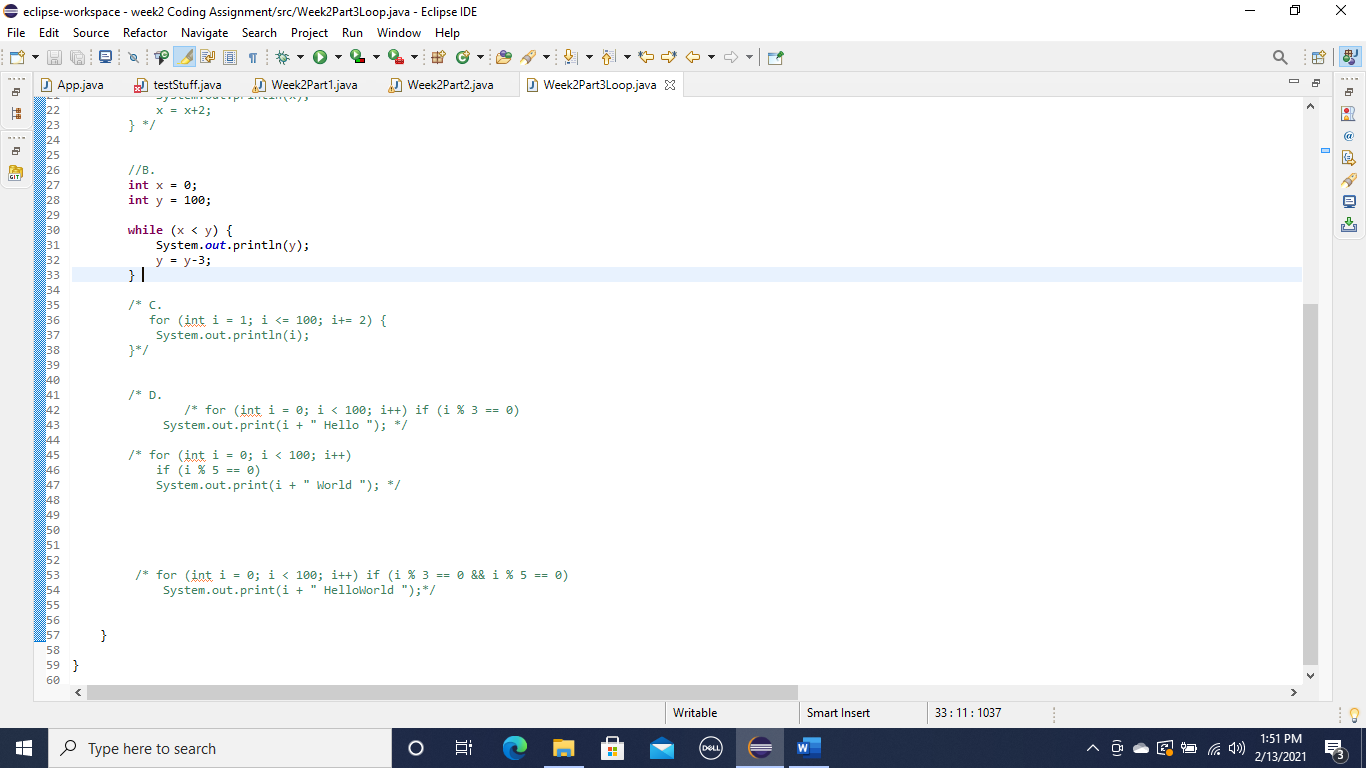 eclipse-workspace - week2 Coding Assignment/src/Week2Part3Loop.java - Eclipse IDE
File Edit Source Refactor Navigate Search Project Run Window Help
App.java testStuff.java Week2Part1.java Week2Part2.java Week2Part3Loop.java
21 System.out.println(x);
22 x = x+2;
23 } */
24
25
26 //B.
27 int x = 0;
28 int y = 100;
29
30 while (x < y) {
31 System.out.println(y);
32 y = y-3;
33 }
34
35 /* C.
36 for (int i = 1; i <= 100; i+= 2) {
37 System.out.println(i);
38 }*/
39
40
41 /* D.
42 /* for (int i = 0; i < 100; i++) if (i % 3 == 0)
43 System.out.print(i + " Hello "); */
44
45 /* for (int i = 0; i < 100; i++)
46 if (i % 5 == 0)
47 System.out.print(i + " World "); */
48
49
50
51
52
53 /* for (int i = 0; i < 100; i++) if (i % 3 == 0 && i % 5 == 0)
54 System.out.print(i + " HelloWorld ");*/
55
56
57 }
58
59 }
60
Writable Smart Insert 33 : 11 : 1037
Type here to search
DELL
1:51 PM
2/13/2021
3